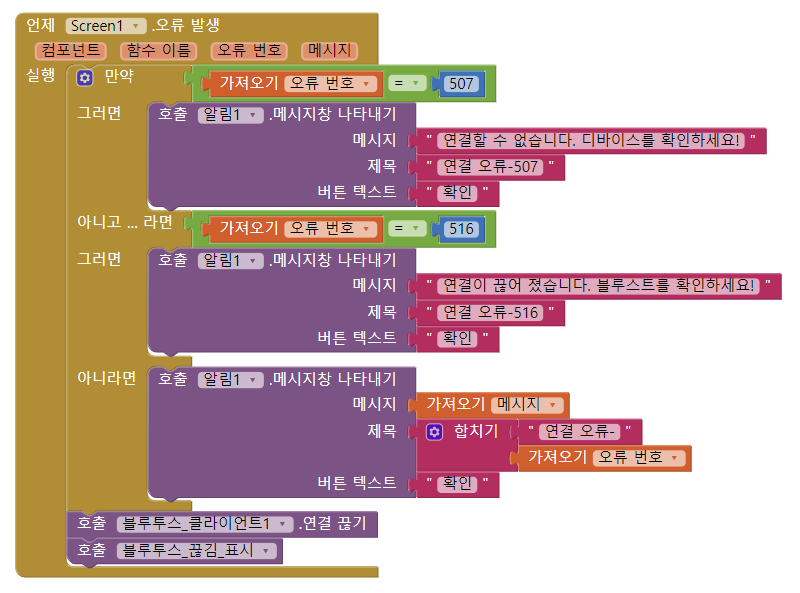 언제 Screen1 .오류 발생
컴포넌트 함수 이름 오류 번호 메시지
실행 만약 가져오기 오류 번호 = 507
그러면 호출 알림1 .메시지창 나타내기
메시지 " 연결할 수 없습니다. 디바이스를 확인하세요! "
제목 " 연결 오류-507 "
버튼 텍스트 " 확인 "
아니고 ... 라면 가져오기 오류 번호 = 516
그러면 호출 알림1 .메시지창 나타내기
메시지 " 연결이 끊어 졌습니다. 블루스트를 확인하세요! "
제목 " 연결 오류-516 "
버튼 텍스트 " 확인 "
아니라면 호출 알림1 .메시지창 나타내기
메시지 가져오기 메시지
제목 합치기 " 연결 오류- "
가져오기 오류 번호
버튼 텍스트 " 확인 "
호출 블루투스_클라이언트1 .연결 끊기
호출 블루투스_끊김_표시